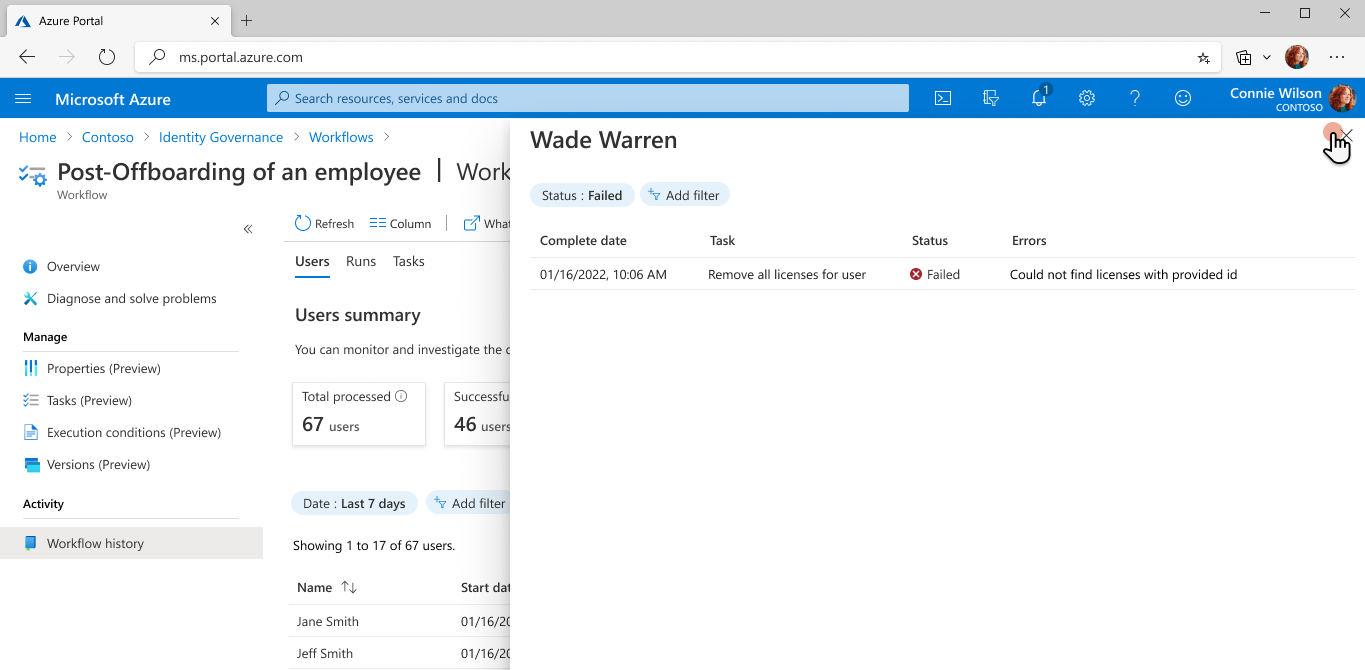 Azure Portal
ms.portal.azure.com
Microsoft Azure
Search resources, services and docs
1
Connie Wilson
CONTOSO
Home > Contoso > Identity Governance > Workflows >
Post-Offboarding of an employee | Work
Workflow
Overview
Diagnose and solve problems
Manage
Properties (Preview)
Tasks (Preview)
Execution conditions (Preview)
Versions (Preview)
Activity
Workflow history
Refresh Column | What
Users Runs Tasks
Users summary
You can monitor and investigate the
Total processed
67 users
Successfu
46 users
Date : Last 7 days Add filter
Showing 1 to 17 of 67 users.
Name Start dat
Jane Smith 01/16/20
Jeff Smith 01/16/20
Wade Warren
Status : Failed Add filter
Complete date Task Status Errors
01/16/2022, 10:06 AM Remove all licenses for user Failed Could not find licenses with provided id